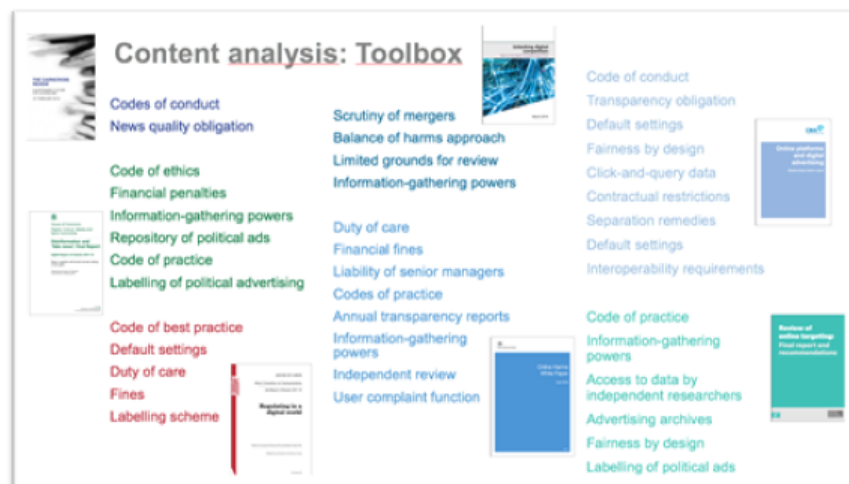 Content analysis: Toolbox
Codes of conduct
News quality obligation
Code of ethics
Financial penalties
Information-gathering powers
Repository of political ads
Code of practice
Labelling of political advertising
Code of best practice
Default settings
Duty of care
Fines
Labelling scheme
Regulating in a
digital world
Scrutiny of mergers
Balance of harms approach
Limited grounds for review
Information-gathering powers
Duty of care
Financial fines
Liability of senior managers
Codes of practice
Annual transparency reports
Information-gathering
powers
Independent review
User complaint function
Online Harms
White Paper
Code of conduct
Transparency obligation
Default settings
Fairness by design
Click-and-query data
Contractual restrictions
Separation remedies
Default settings
Interoperability requirements
Online platforms
and digital
advertising
Code of practice
Information-gathering
powers
Access to data by
independent researchers
Advertising archives
Fairness by design
Labelling of political ads
Review of
online targeting:
Final report and
recommendations